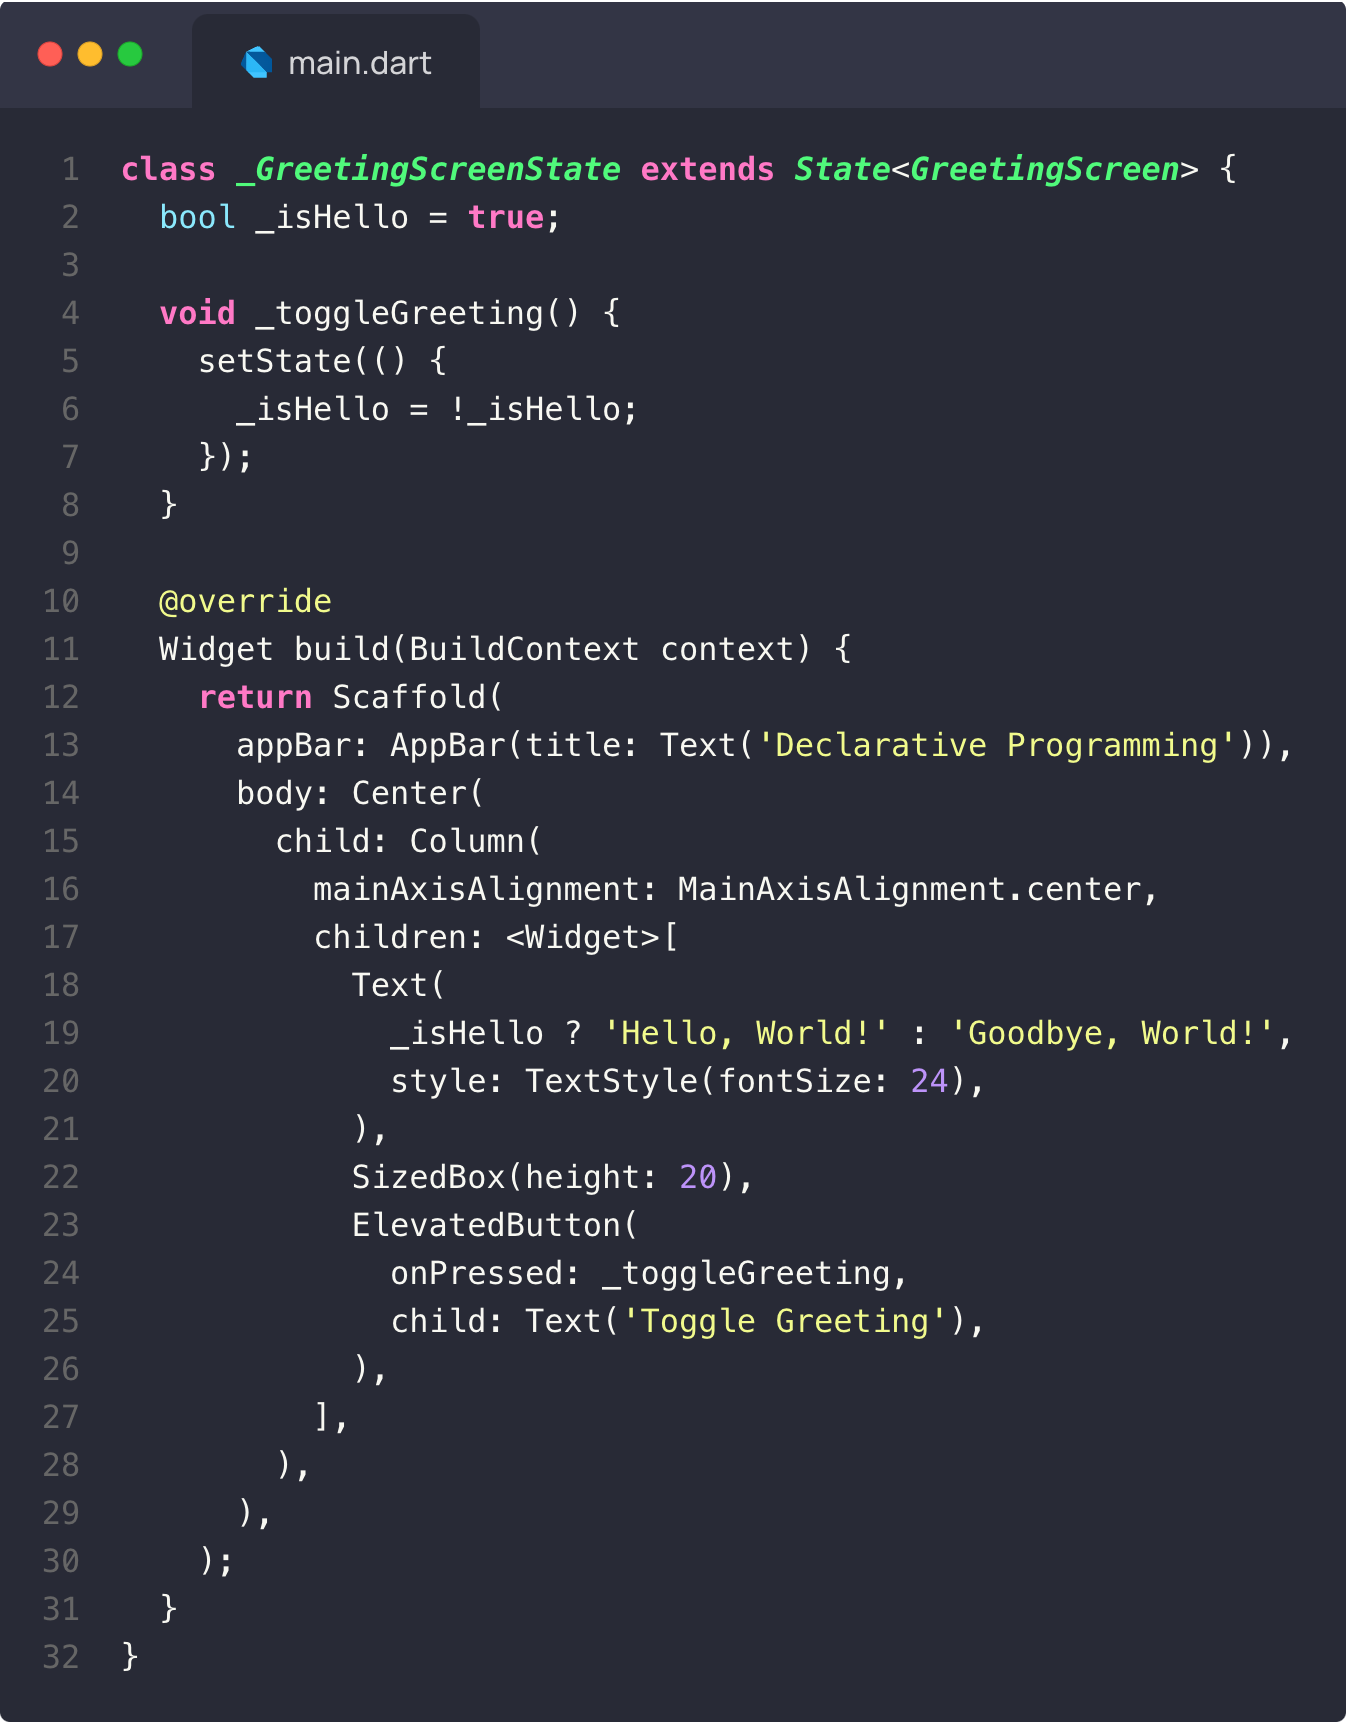 main.dart
1 class _GreetingScreenState extends State<GreetingScreen> {
2   bool _isHello = true;
3
4   void _toggleGreeting() {
5     setState(() {
6       _isHello = !_isHello;
7     });
8   }
9
10   @override
11   Widget build(BuildContext context) {
12     return Scaffold(
13       appBar: AppBar(title: Text('Declarative Programming')),
14       body: Center(
15         child: Column(
16           mainAxisAlignment: MainAxisAlignment.center,
17           children: <Widget>[
18             Text(
19               _isHello ? 'Hello, World!' : 'Goodbye, World!',
20               style: TextStyle(fontSize: 24),
21             ),
22             SizedBox(height: 20),
23             ElevatedButton(
24               onPressed: _toggleGreeting,
25               child: Text('Toggle Greeting'),
26             ),
27           ],
28         ),
29       ),
30     );
31   }
32 }